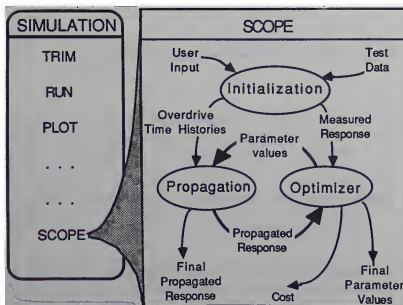 SIMULATION
TRIM
RUN
PLOT
. . .
. . .
SCOPE
SCOPE
User
Input
Test
Data
Initialization
Overdrive
Time Histories
Measured
Response
Parameter
values
Propagation
Optimizer
Propagated
Response
Final
Propagated
Response
Cost
Final
Parameter
Values